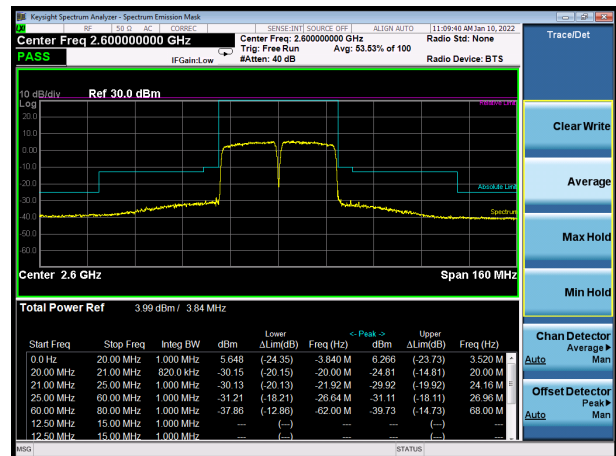 Keysight Spectrum Analyzer - Spectrum Emission Mask
RF 50 Ω AC CORREC SENSE:INT SOURCE OFF ALIGN AUTO 11:09:40 AM Jan 10, 2022
Center Freq 2.600000000 GHz Center Freq: 2.600000000 GHz Radio Std: None
Trig: Free Run Avg: 53.53% of 100
PASS IFGain:Low #Atten: 40 dB Radio Device: BTS
10 dB/div Ref 30.0 dBm
Log
20.0
10.0
0.00
-10.0
-20.0
-30.0
-40.0
-50.0
-60.0
Absolute Limit
Spectrum
Center 2.6 GHz Span 160 MHz
Total Power Ref 3.99 dBm / 3.84 MHz
Lower <- Peak -> Upper
Start Freq Stop Freq Integ BW dBm ΔLim(dB) Freq (Hz) dBm ΔLim(dB) Freq (Hz)
0.0 Hz 20.00 MHz 1.000 MHz 5.648 (-24.35) -3.840 M 6.266 (-23.73) 3.520 M
20.00 MHz 21.00 MHz 820.0 kHz -30.15 (-20.15) -20.00 M -24.81 (-14.81) 20.00 M
21.00 MHz 25.00 MHz 1.000 MHz -30.13 (-20.13) -21.92 M -29.92 (-19.92) 24.16 M
25.00 MHz 60.00 MHz 1.000 MHz -31.21 (-18.21) -26.64 M -31.11 (-18.11) 26.96 M
60.00 MHz 80.00 MHz 1.000 MHz -37.86 (-12.86) -62.00 M -39.73 (-14.73) 68.00 M
12.50 MHz 15.00 MHz 1.000 MHz --- (---) --- --- (---) ---
12.50 MHz 15.00 MHz 1.000 MHz --- (---) --- --- (---) ---
MSG STATUS
Trace/Det
Clear Write
Average
Max Hold
Min Hold
Chan Detector
Average
Auto Man
Offset Detector
Peak
Auto Man